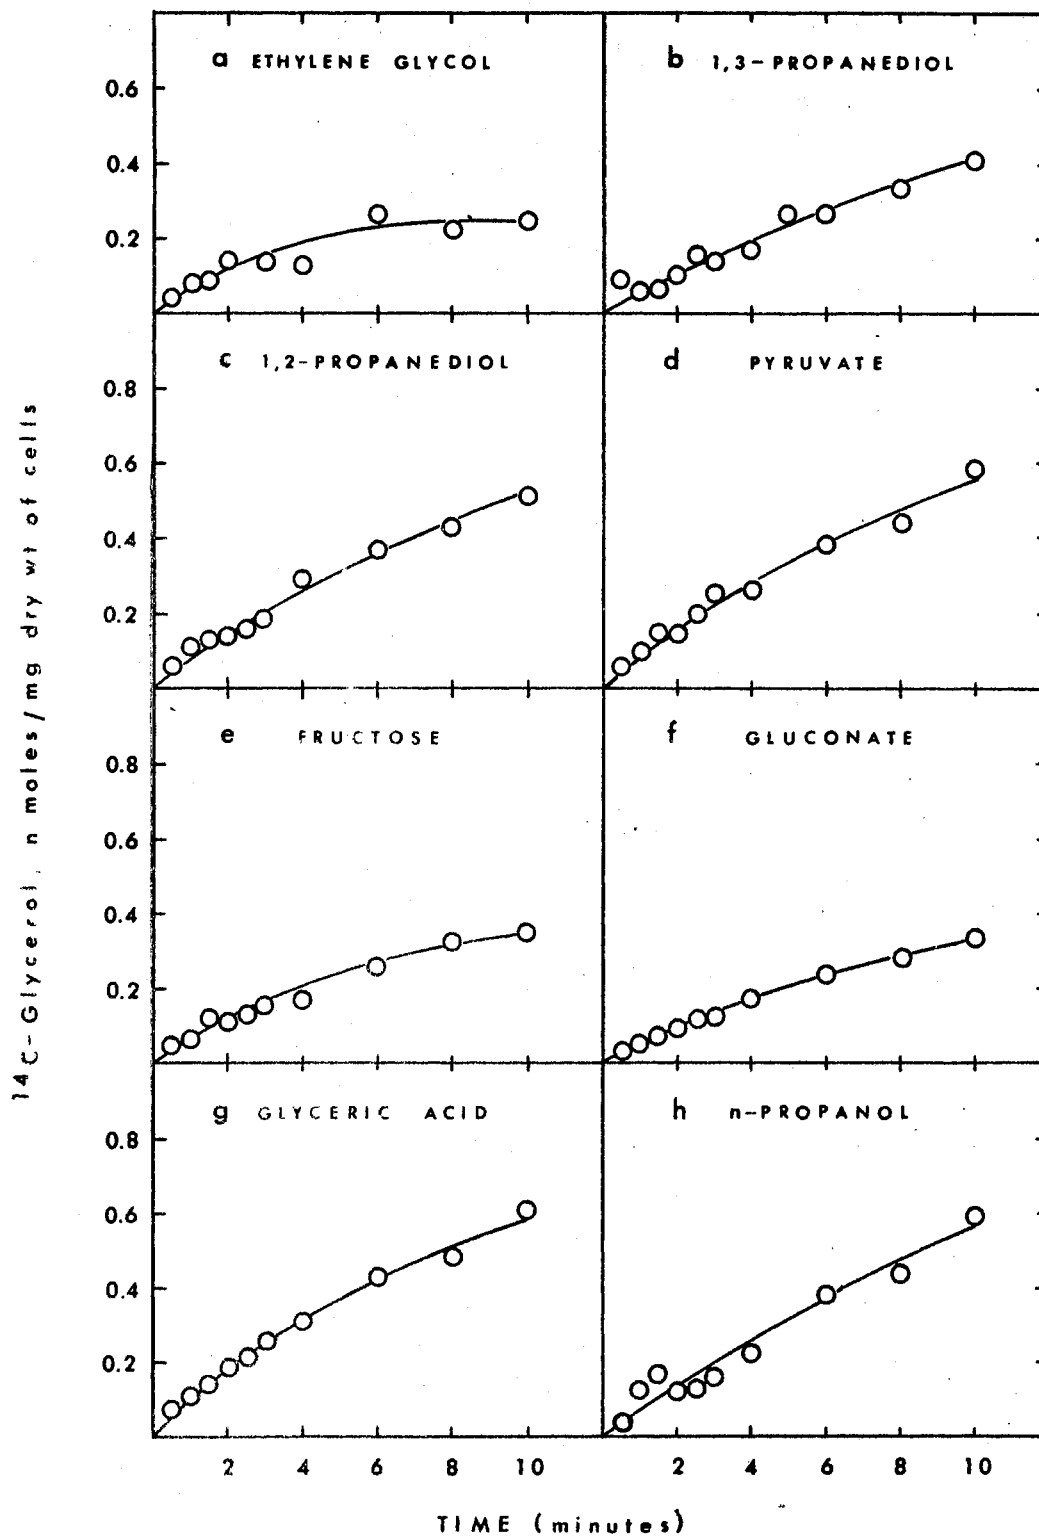 a ETHYLENE GLYCOL
b 1,3-PROPANEDIOL
0.6
0.4
0.2
c 1,2-PROPANEDIOL
d PYRUVATE
0.8
0.6
0.4
0.2
e FRUCTOSE
f GLUCONATE
0.8
0.6
0.4
0.2
g GLYCERIC ACID
h n-PROPANOL
0.8
0.6
0.4
0.2
2 4 6 8 10
2 4 6 8 10
TIME (minutes)
14C-Glycerol, n moles/mg dry wt of cells